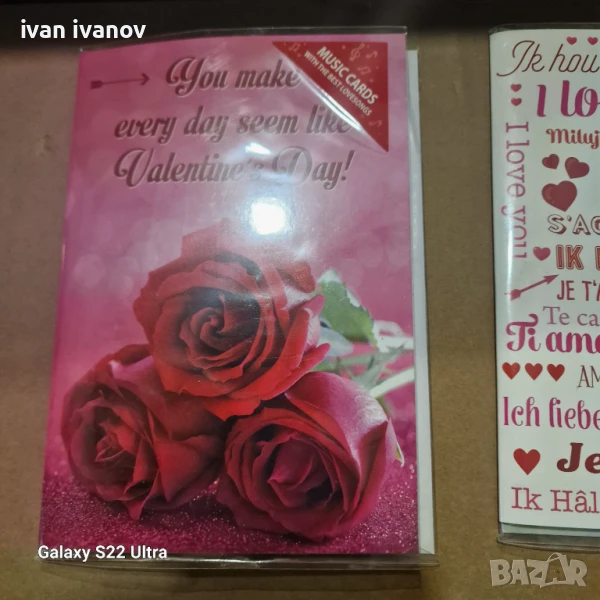 ivan ivanov
MUSIC CARDS
WITH THE BEST LOVESONGS
You make
every day seem like
Valentine's Day!
Ik hou
I lo
Miluj
I love you
S'AG
IK
JE T'A
Te ca
Ti amo
AM
Ich liebe
Je
Ik Hâl
Galaxy S22 Ultra
BAZAR